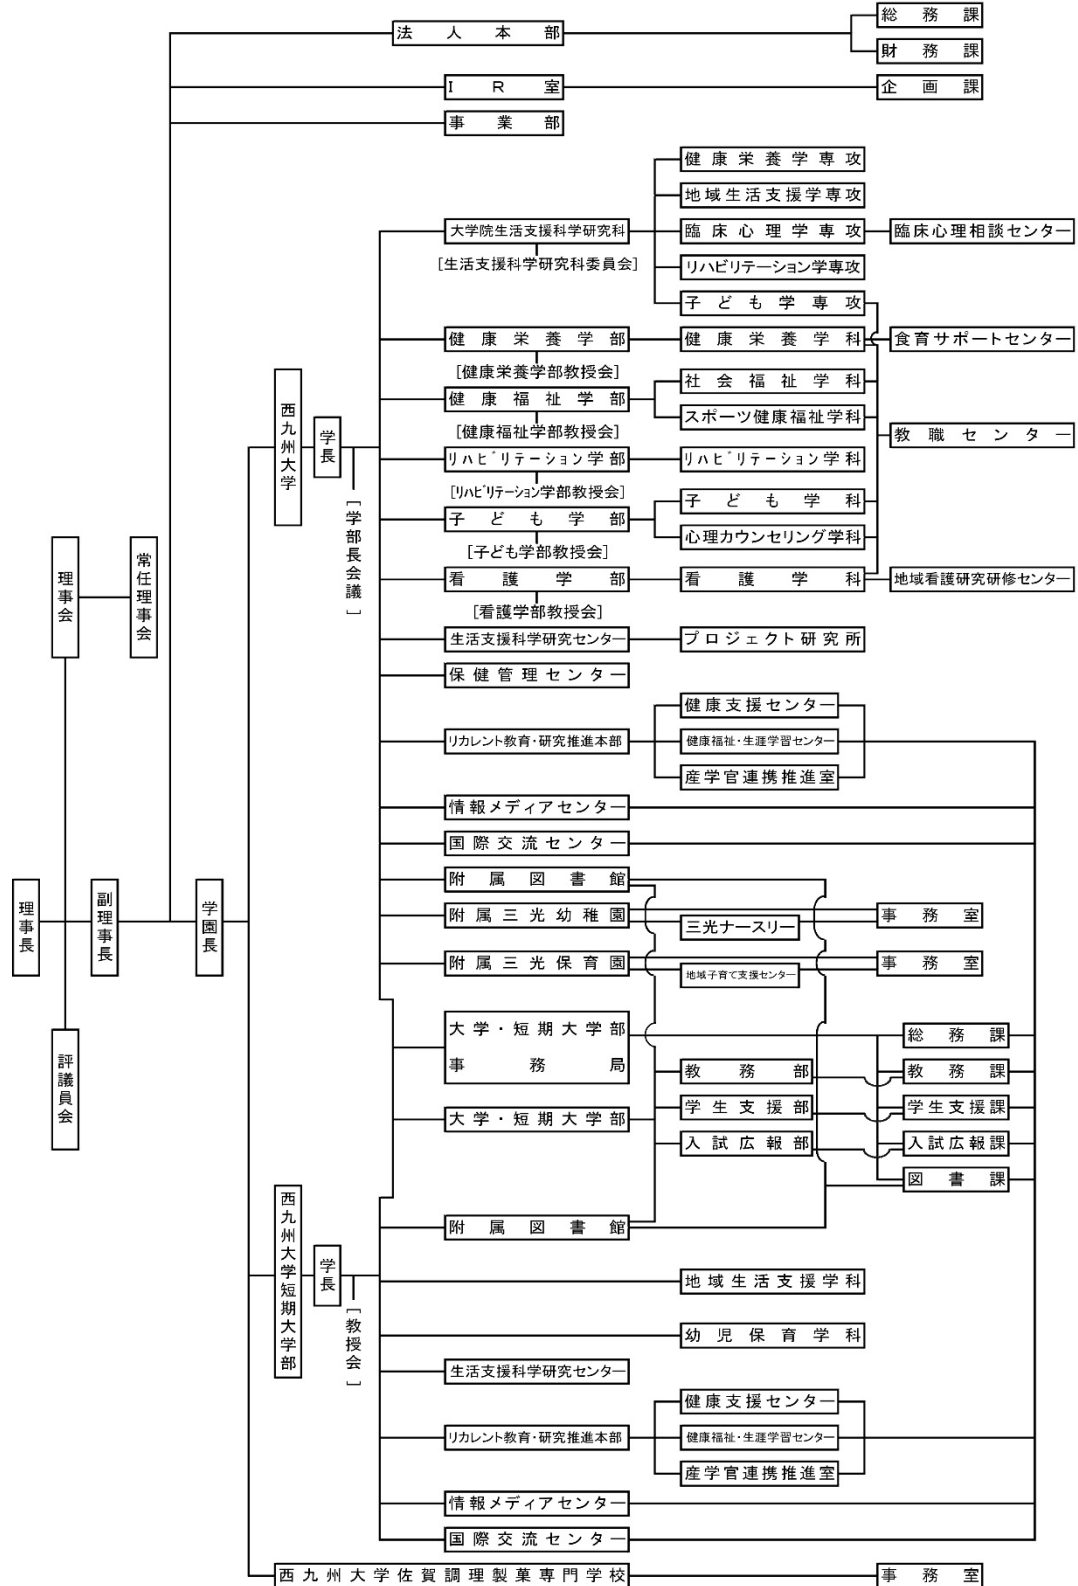 法人本部
総務課
財務課
IR室
企画課
事業部
健康栄養学専攻
地域生活支援学専攻
大学院生活支援科学研究科
臨床心理学専攻
臨床心理相談センター
[生活支援科学研究科委員会]
リハビリテーション学専攻
子ども学専攻
健康栄養学部
健康栄養学科
食育サポートセンター
[健康栄養学部教授会]
社会福祉学科
健康福祉学部
スポーツ健康福祉学科
[健康福祉学部教授会]
教職センター
西九州大学
学長
[学部長会議]
リハビリテーション学部
リハビリテーション学科
[リハビリテーション学部教授会]
子ども学科
子ども学部
心理カウンセリング学科
[子ども学部教授会]
看護学部
看護学科
地域看護研究研修センター
[看護学部教授会]
理事会
常任理事会
生活支援科学研究センター
プロジェクト研究所
保健管理センター
健康支援センター
リカレント教育・研究推進本部
健康福祉・生涯学習センター
産学官連携推進室
情報メディアセンター
国際交流センター
附属図書館
理事長
副理事長
学園長
附属三光幼稚園
三光ナースリー
事務室
附属三光保育園
地域子育て支援センター
事務室
評議員会
大学・短期大学部
事務局
総務課
教務部
教務課
大学・短期大学部
学生支援部
学生支援課
入試広報部
入試広報課
図書課
附属図書館
西九州大学短期大学部
学長
[教授会]
地域生活支援学科
幼児保育学科
生活支援科学研究センター
健康支援センター
リカレント教育・研究推進本部
健康福祉・生涯学習センター
産学官連携推進室
情報メディアセンター
国際交流センター
西九州大学佐賀調理製菓専門学校
事務室